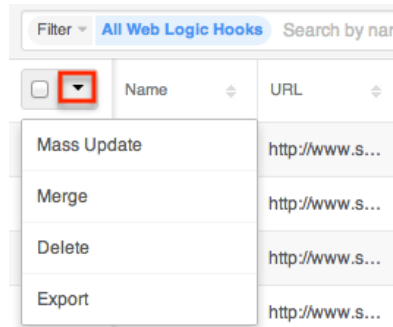 Filter All Web Logic Hooks Search by nar
Name URL
Mass Update http://www.s...
Merge http://www.s...
Delete http://www.s...
Export http://www.s...